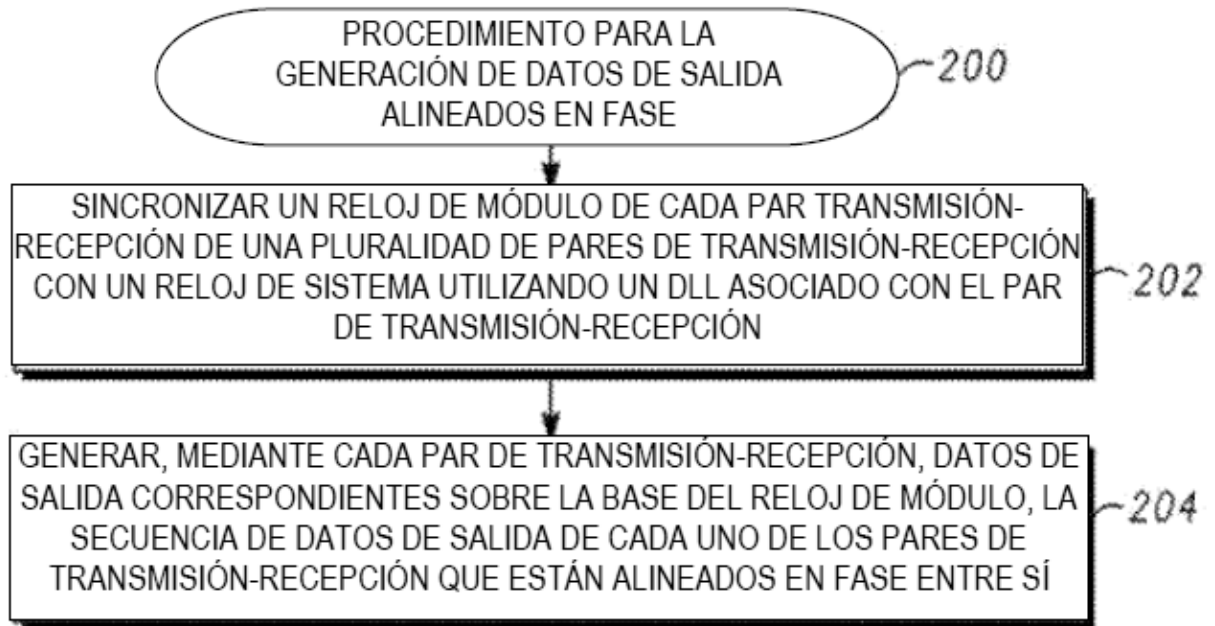 PROCEDIMIENTO PARA LA
GENERACIÓN DE DATOS DE SALIDA
ALINEADOS EN FASE
200
SINCRONIZAR UN RELOJ DE MÓDULO DE CADA PAR TRANSMISIÓN-
RECEPCIÓN DE UNA PLURALIDAD DE PARES DE TRANSMISIÓN-RECEPCIÓN
CON UN RELOJ DE SISTEMA UTILIZANDO UN DLL ASOCIADO CON EL PAR
DE TRANSMISIÓN-RECEPCIÓN
202
GENERAR, MEDIANTE CADA PAR DE TRANSMISIÓN-RECEPCIÓN, DATOS DE
SALIDA CORRESPONDIENTES SOBRE LA BASE DEL RELOJ DE MÓDULO, LA
SECUENCIA DE DATOS DE SALIDA DE CADA UNO DE LOS PARES DE
TRANSMISIÓN-RECEPCIÓN QUE ESTÁN ALINEADOS EN FASE ENTRE SÍ
204